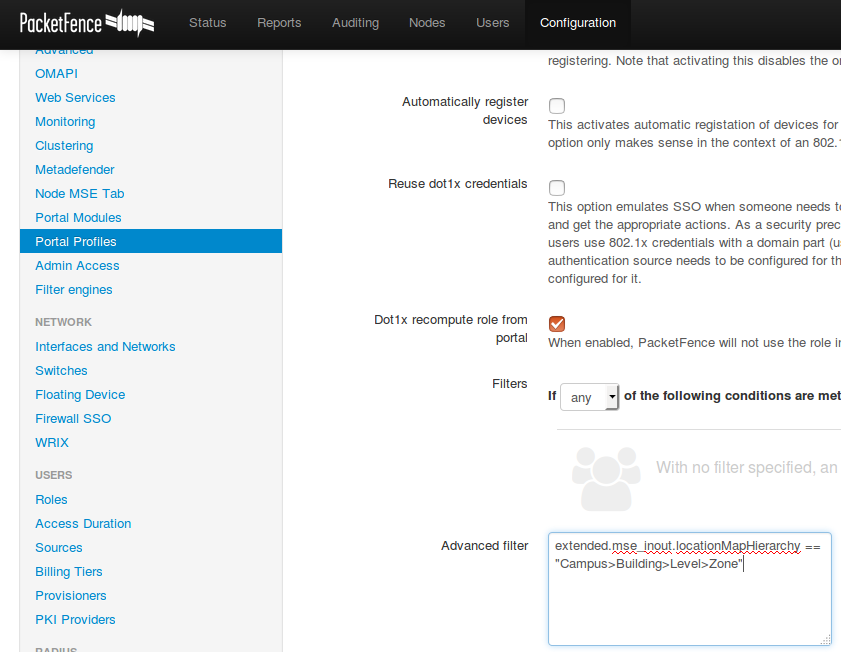 PacketFence
Status Reports Auditing Nodes Users Configuration
Advanced
OMAPI
Web Services
Monitoring
Clustering
Metadefender
Node MSE Tab
Portal Modules
Portal Profiles
Admin Access
Filter engines
NETWORK
Interfaces and Networks
Switches
Floating Device
Firewall SSO
WRIX
USERS
Roles
Access Duration
Sources
Billing Tiers
Provisioners
PKI Providers
RADIUS
registering. Note that activating this disables the
Automatically register
devices
This activates automatic registation of devices for
option only makes sense in the context of an 802.1
Reuse dot1x credentials
This option emulates SSO when someone needs
and get the appropriate actions. As a security
users use 802.1x credentials with a domain part
authentication source needs to be configured for
configured for it.
Dot1x recompute role from
portal
When enabled, PacketFence will not use the role
Filters
If any of the following conditions are met
With no filter specified, an
Advanced filter
extended.mse_inout.locationMapHierarchy ==
"Campus>Building>Level>Zone"